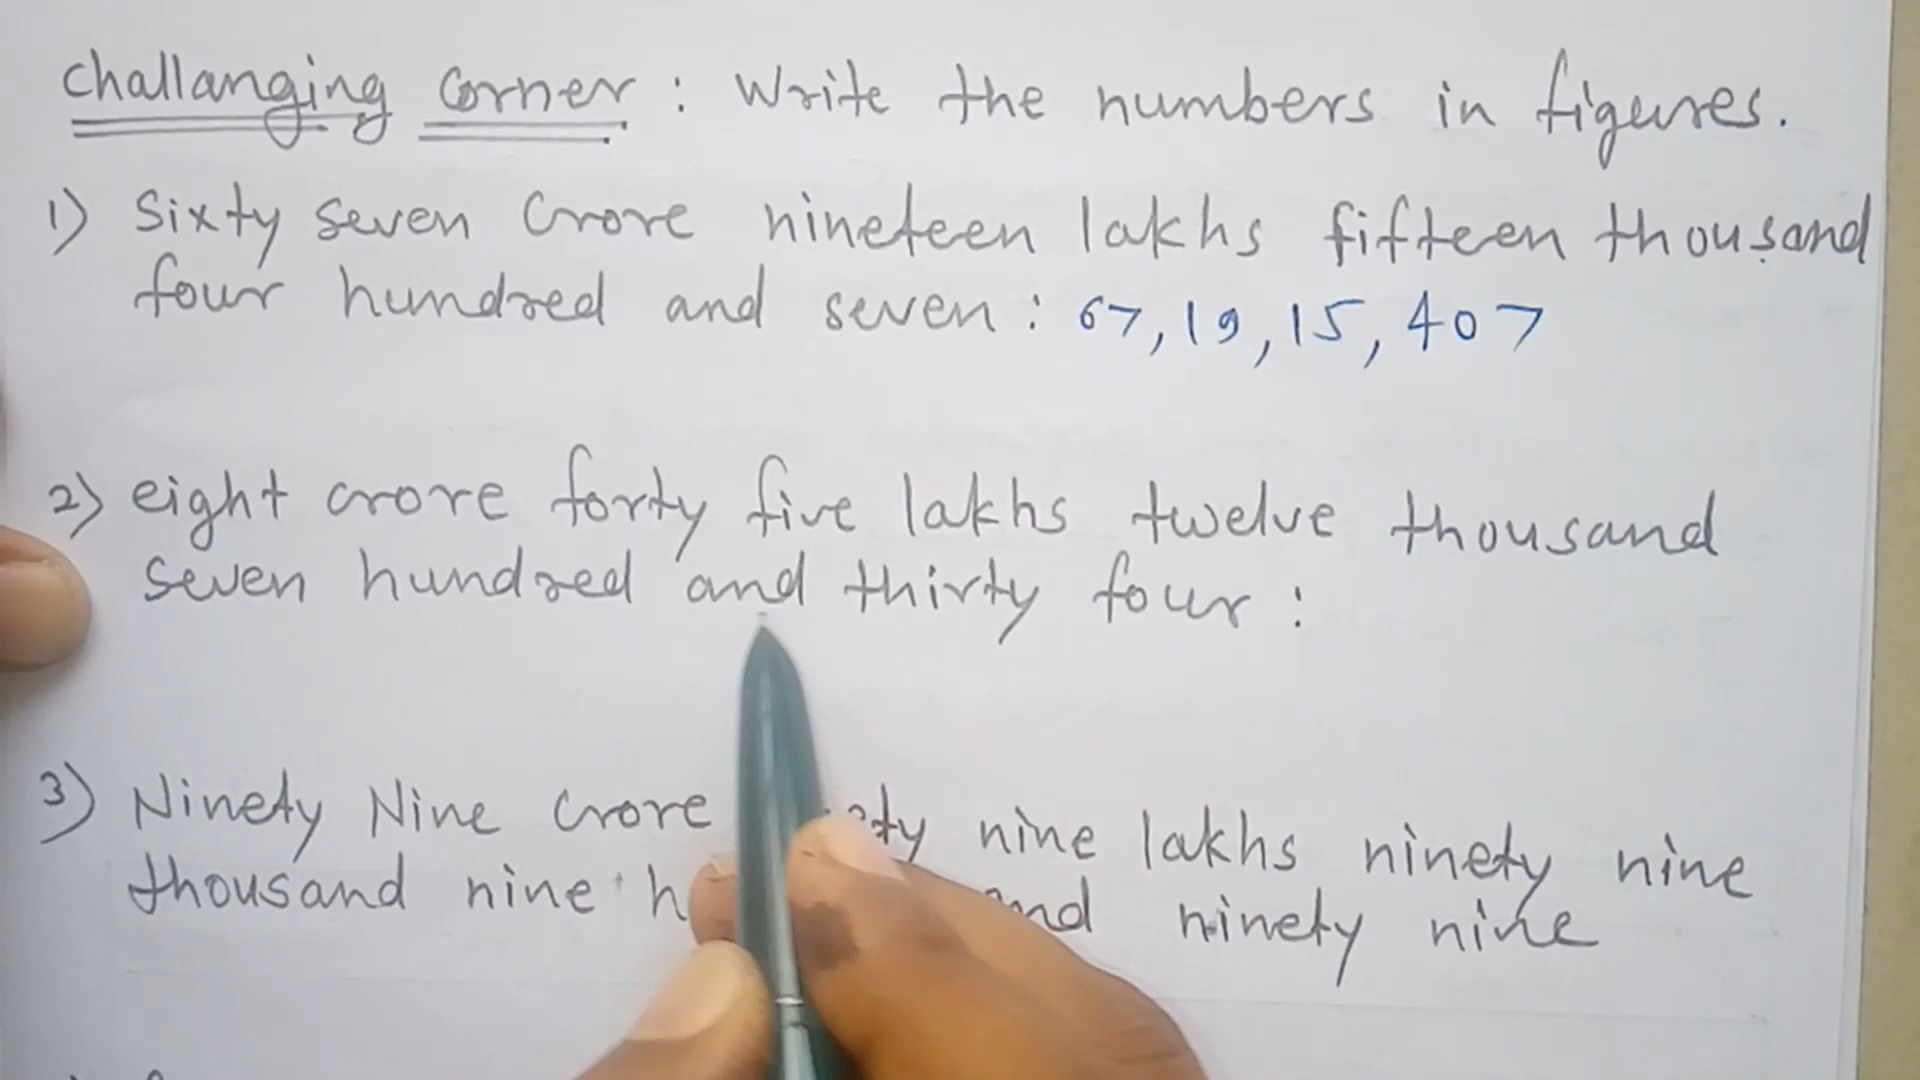 challanging corner : Write the numbers in figures.
1) Sixty seven Crore nineteen lakhs fifteen thousand
four hundred and seven : 67,19,15,407
2) eight crore forty five lakhs twelve thousand
seven hundred and thirty four :
3) Ninety Nine Crore nine lakhs ninety nine
thousand nine and ninety nine